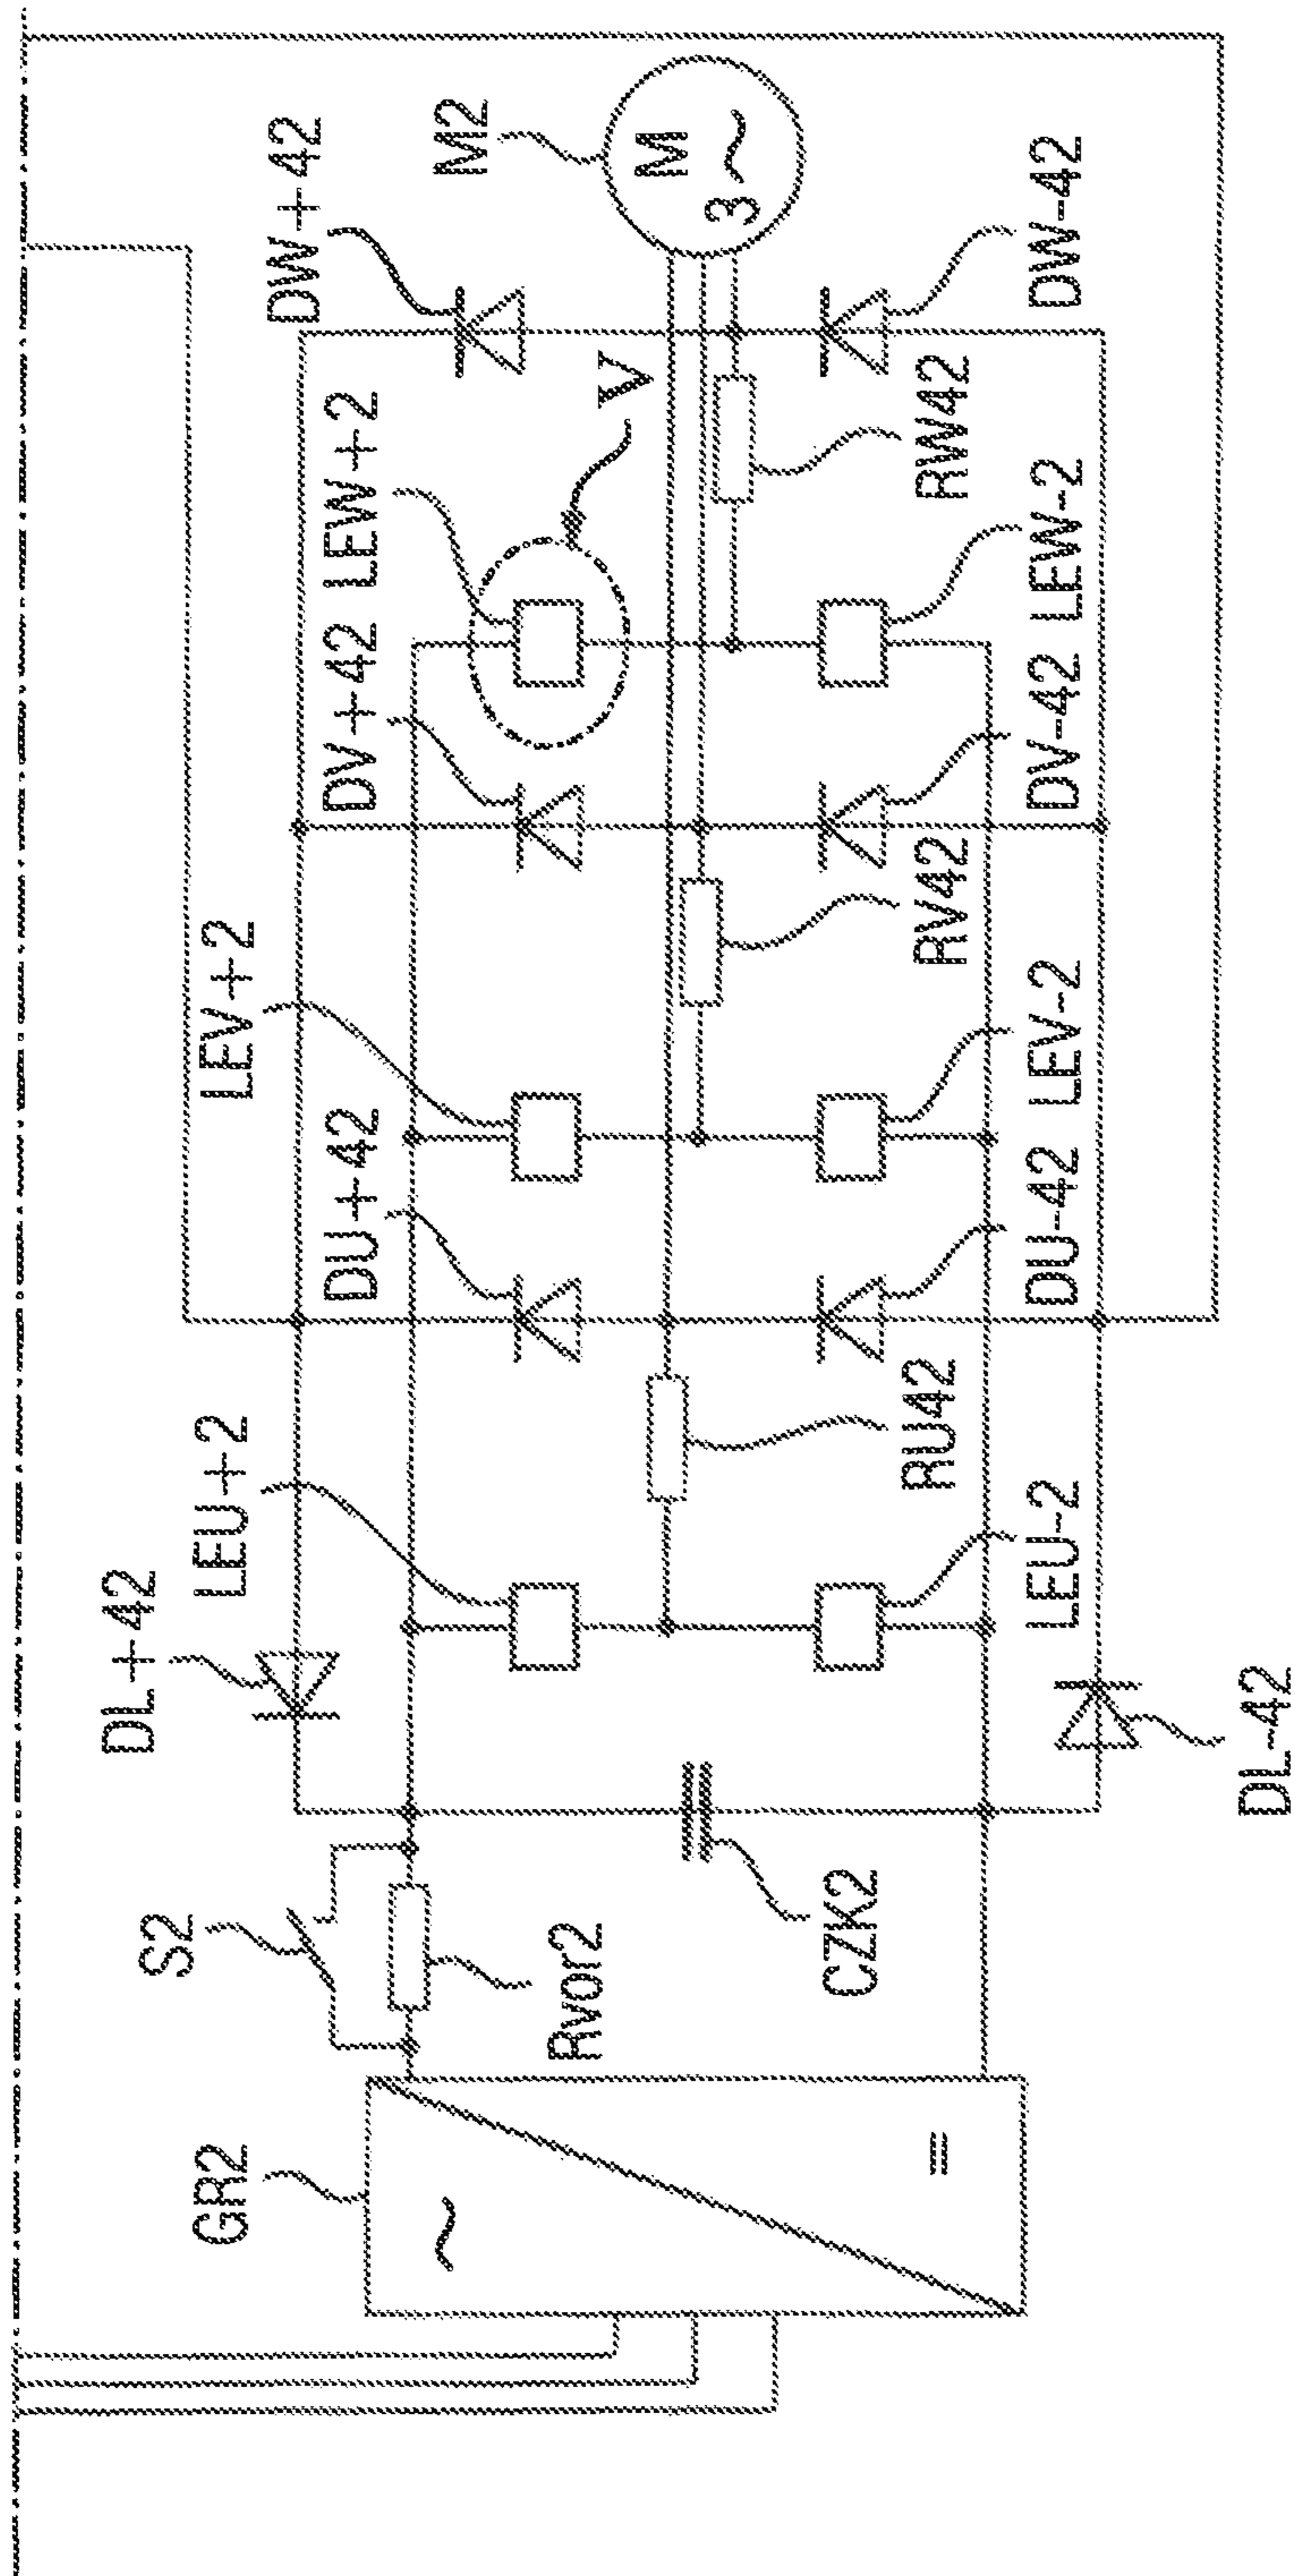 DW+42
M2
M
3~
DW-42
V
LEW+2
RW42
DV+42
LEW-2
DV-42
RV42
LEV+2
LEV-2
DU+42
DU-42
RU42
LEU+2
LEU-2
DL+42
DL-42
S2
Rvor2
CZK2
GR2
~
=